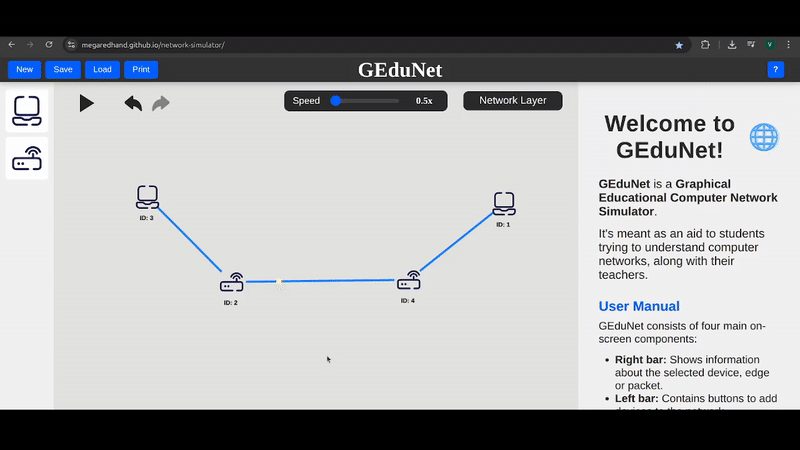 megaredhand.github.io/network-simulator/
V
New Save Load Print
GEduNet
?
Speed 0.5x
Network Layer
ID: 3
ID: 1
ID: 2
ID: 4
Welcome to
GEduNet!
GEduNet is a Graphical
Educational Computer Network
Simulator.
It's meant as an aid to students
trying to understand computer
networks, along with their
teachers.
User Manual
GEduNet consists of four main on-
screen components:
• Right bar: Shows information
about the selected device, edge
or packet.
• Left bar: Contains buttons to add